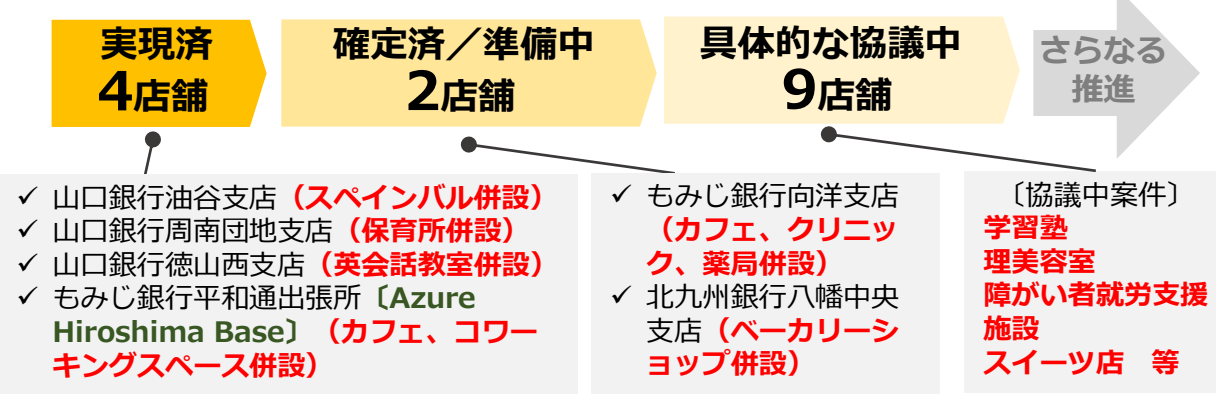 実現済
4店舗
確定済／準備中
2店舗
具体的な協議中
9店舗
さらなる
推進
✓ 山口銀行油谷支店（スペインバル併設）
✓ 山口銀行周南団地支店（保育所併設）
✓ 山口銀行徳山西支店（英会話教室併設）
✓ もみじ銀行平和通出張所〔Azure
Hiroshima Base〕（カフェ、コワー
キングスペース併設）
✓ もみじ銀行向洋支店
（カフェ、クリニッ
ク、薬局併設）
✓ 北九州銀行八幡中央
支店（ベーカリーシ
ョップ併設）
〔協議中案件〕
学習塾
理美容室
障がい者就労支援
施設
スイーツ店　等